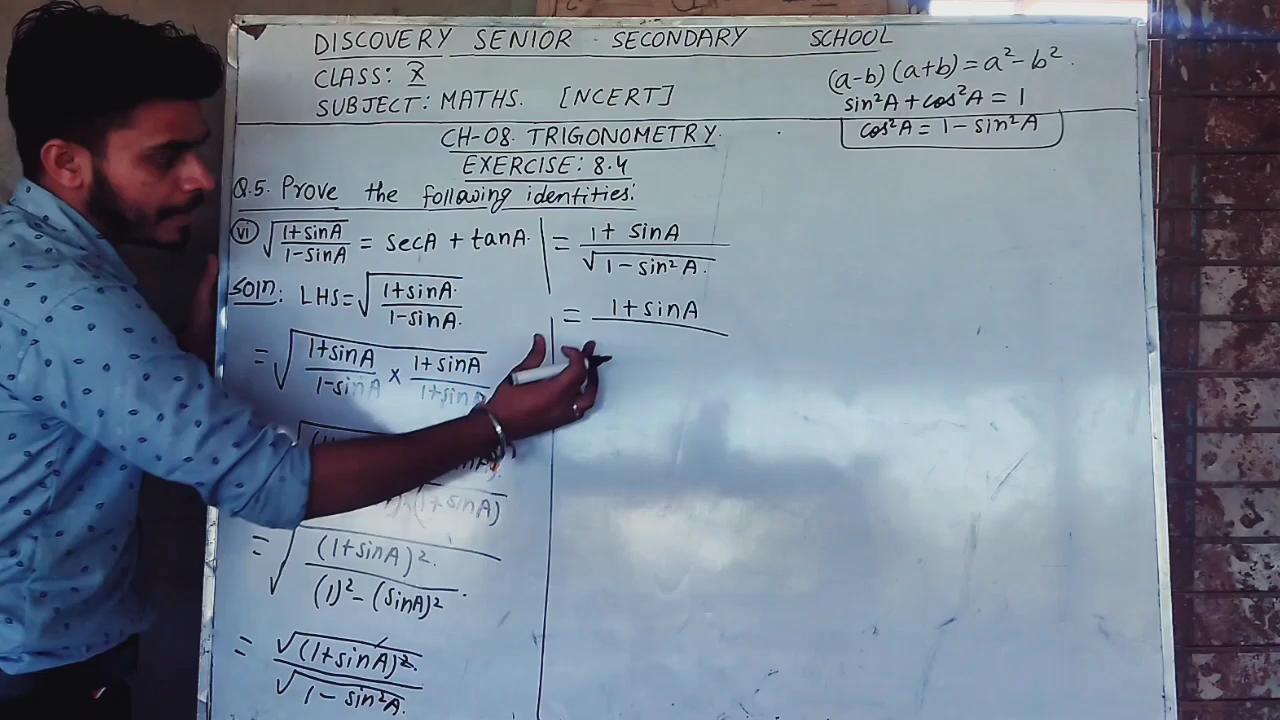 DISCOVERY SENIOR SECONDARY SCHOOL
CLASS: X
SUBJECT: MATHS. [NCERT]
(a-b) (a+b) = a² - b².
sin²A + cos²A = 1
cos²A = 1 - sin²A
CH-08. TRIGONOMETRY.
EXERCISE: 8.4
Q.5. Prove the following identities:
(vi) √(1+sinA / 1-sinA) = secA + tanA.
Soln: LHS = √(1+sinA / 1-sinA)
= √(1+sinA / 1-sinA × 1+sinA / 1+sinA)
(1+sinA)
= √((1+sinA)² / (1)² - (sinA)²)
= √(1+sinA)² / √1 - sin²A.
= 1 + sinA / √1 - sin²A.
= 1+sinA